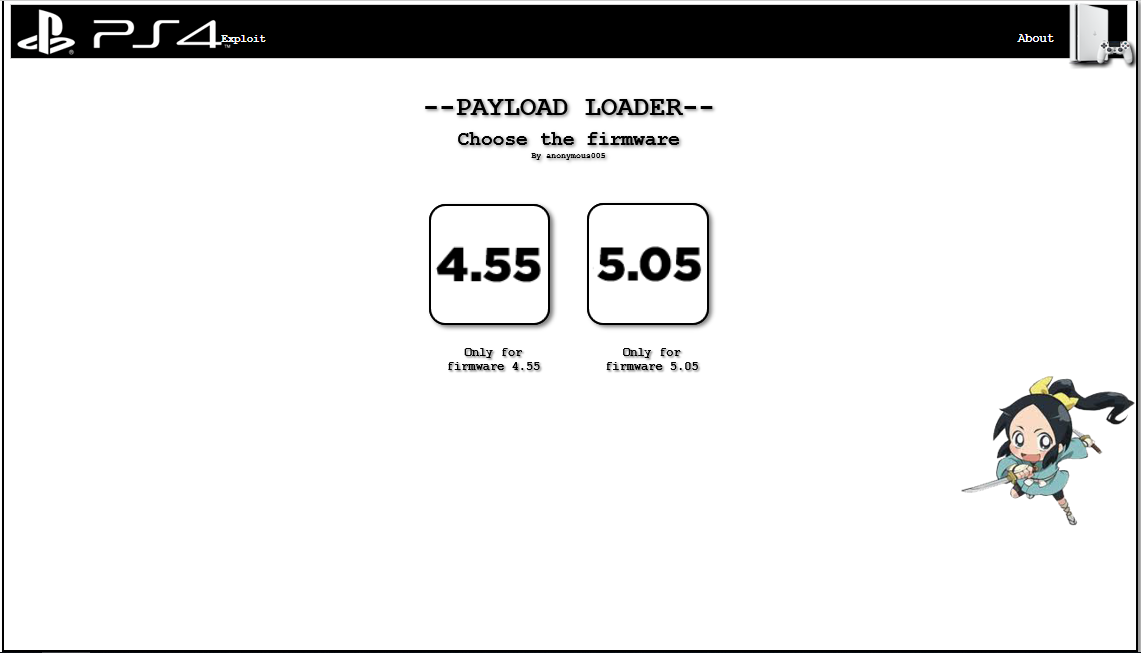 PS4™ Exploit
About
--PAYLOAD LOADER--
Choose the firmware
By anonymous005
4.55
5.05
Only for
firmware 4.55
Only for
firmware 5.05